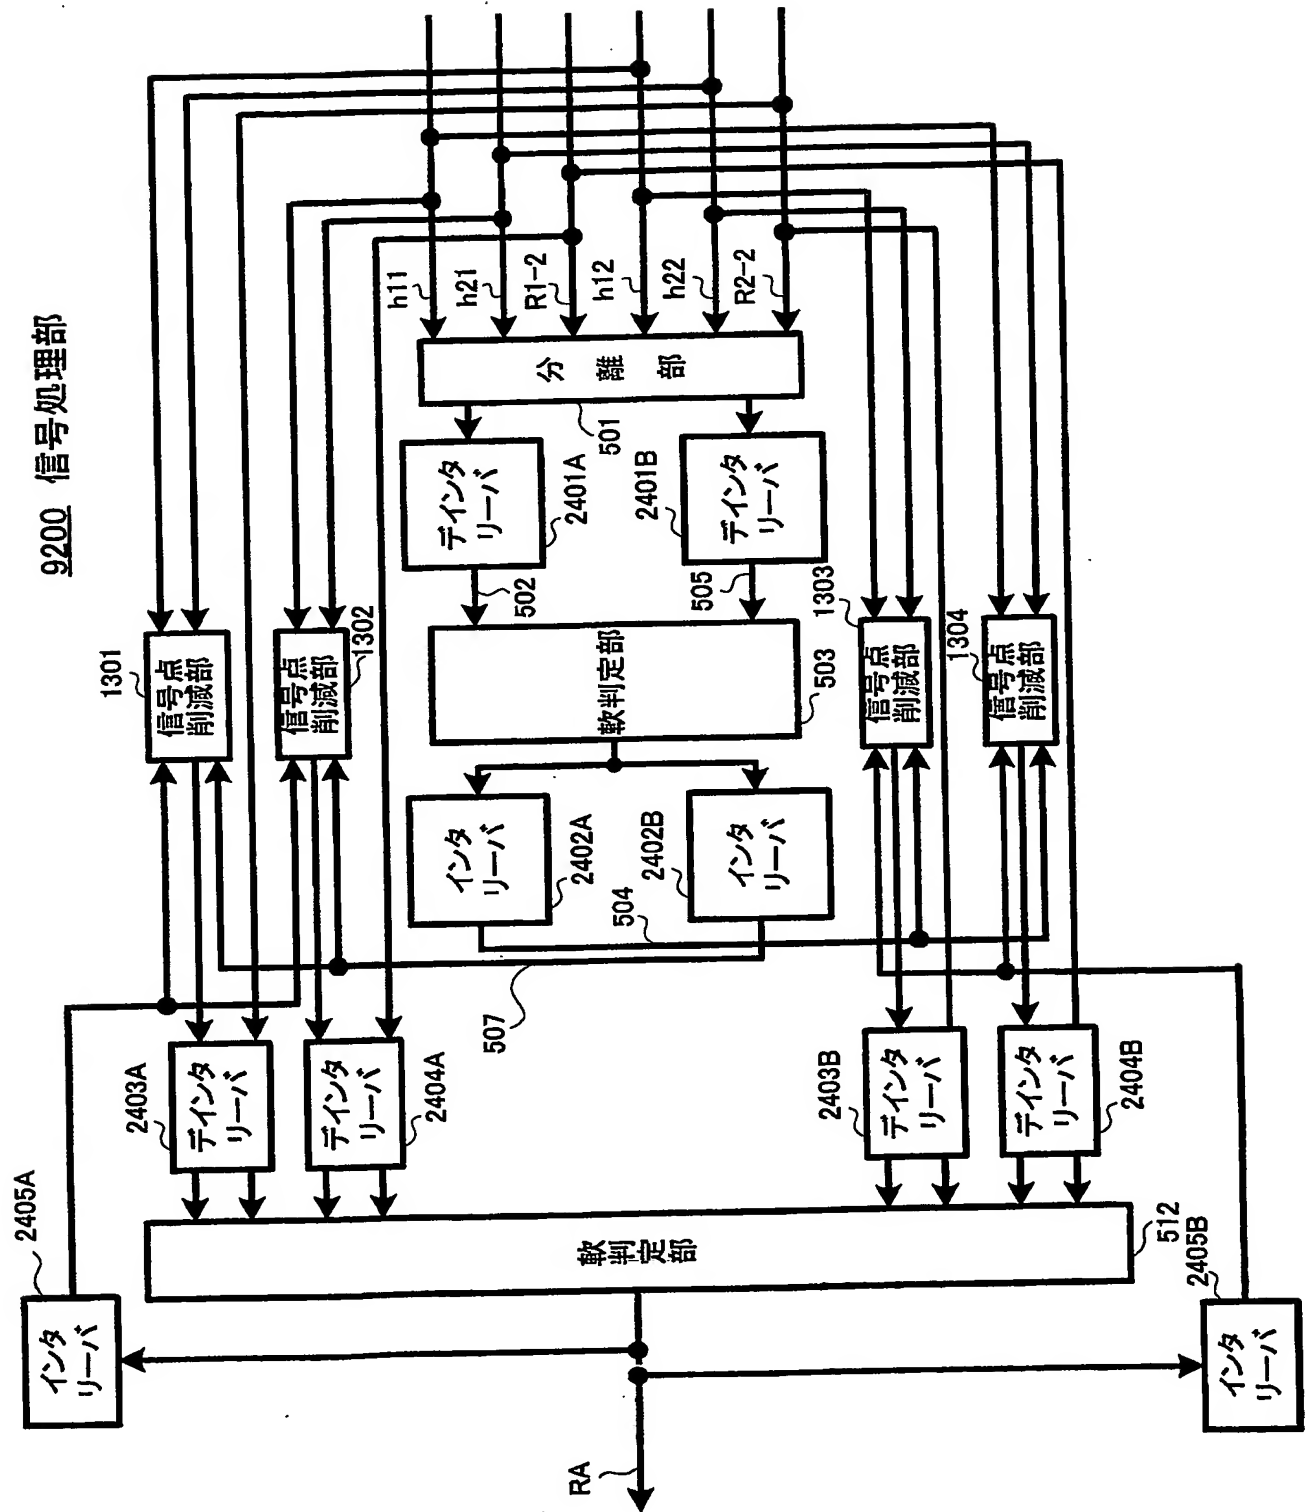 9200 信号処理部
1301
信号点
削減部
1302
信号点
削減部
h11
h21
R1-2
h12
h22
R2-2
分離部
501
デインタ
リーバ
2401A
デインタ
リーバ
2401B
502
505
軟判定部
503
1303
信号点
削減部
1304
信号点
削減部
インタ
リーバ
2402A
インタ
リーバ
2402B
504
507
2403A
デインタ
リーバ
2404A
デインタ
リーバ
2403B
デインタ
リーバ
2404B
デインタ
リーバ
2405A
インタ
リーバ
軟判定部
512
2405B
インタ
リーバ
RA